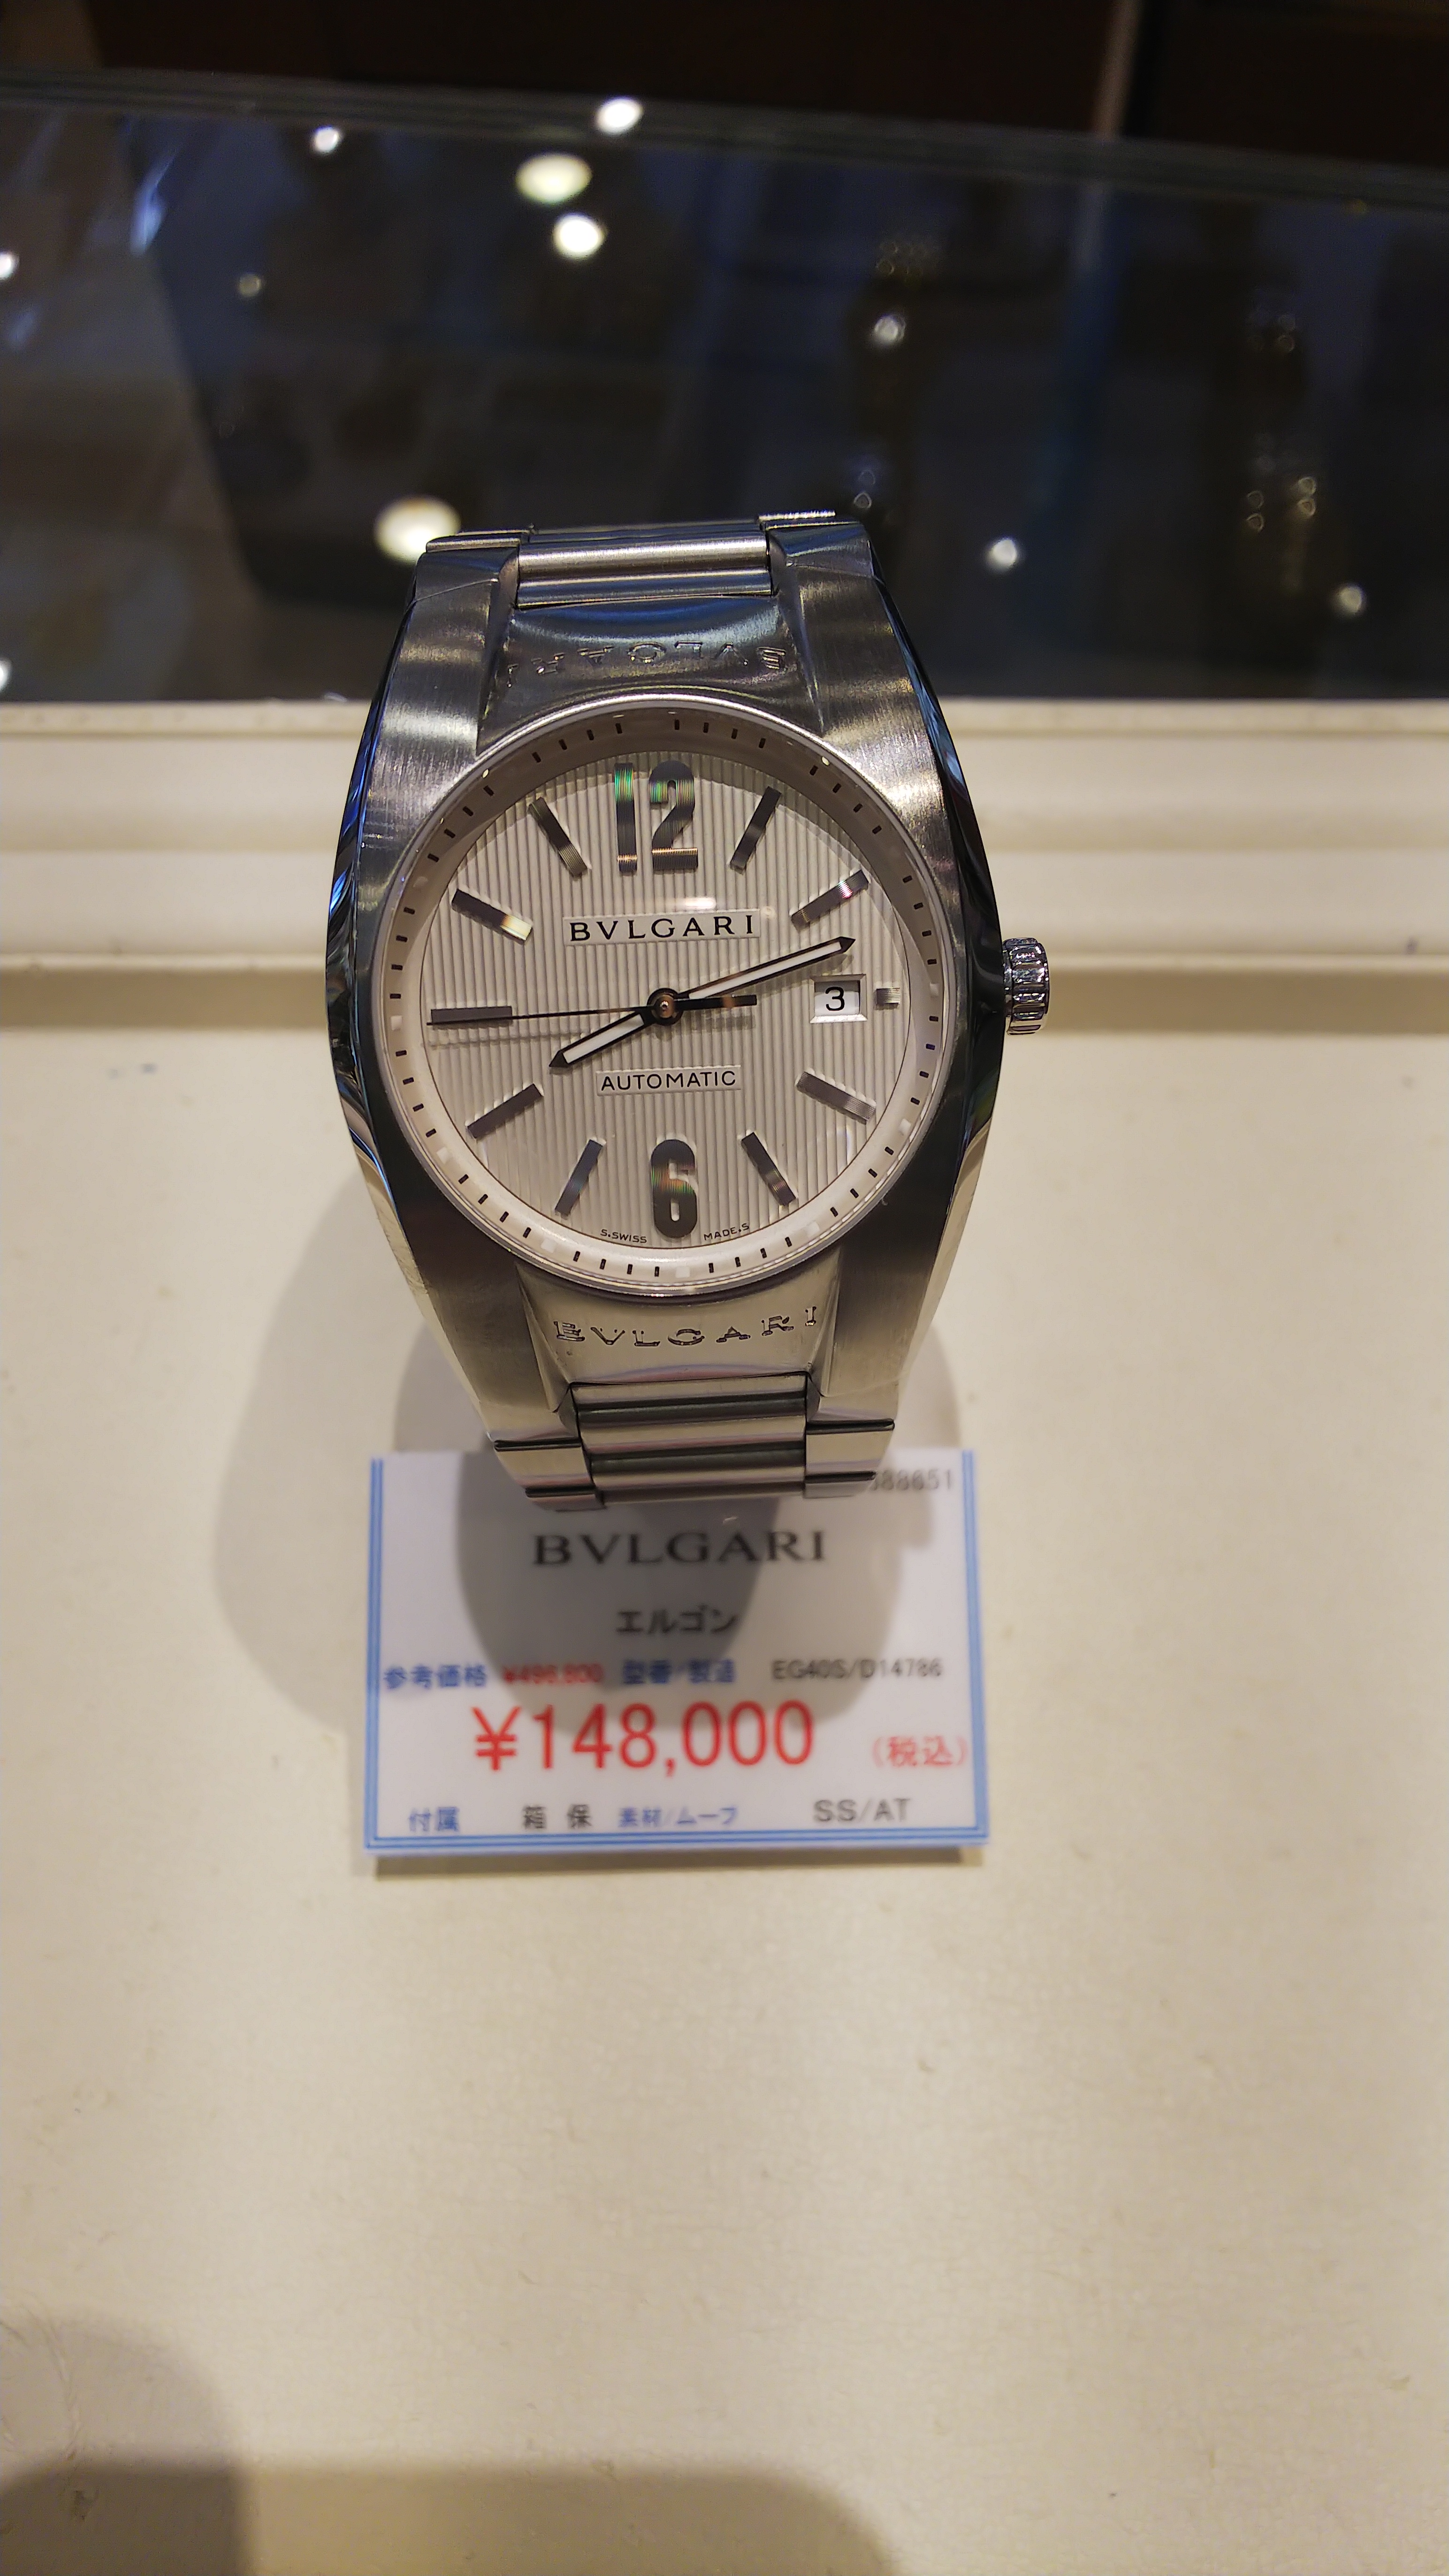 BVLGARI
12
BVLGARI
3
AUTOMATIC
6
S.SWISS MADE.S
BVLGARI
BVLGARI
エルゴン
参考価格 ¥496,800 型番/製造 EG40S/D14786
¥148,000 (税込)
付属 箱 保 素材/ムーブ SS/AT